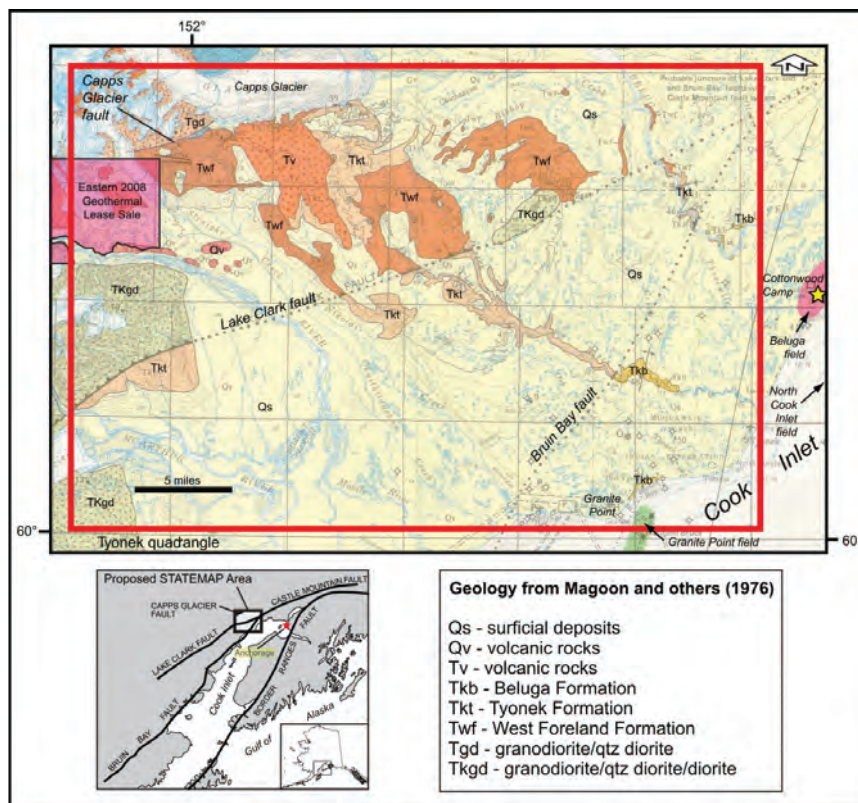 152°
N
Capps
Glacier
fault
Capps Glacier
Tgd
Qs
Twf
Tv
Tkt
Twf
Eastern 2008
Geothermal
Lease Sale
Tkt
Twf
Twf
TKgd
Tkb
Qv
Qs
Cottonwood
Camp
TKgd
FAULT
Lake Clark fault
Tkt
Tkt
Beluga
field
Tkt
Tkb
North
Cook
Inlet
field
Qs
Bruin Bay fault
RIVER
McARTHUR
Cook Inlet
5 miles
TKgd
Tkb
Granite
Point
60°
60
Tyonek quadrangle
Granite Point field
Proposed STATEMAP Area
CASTLE MOUNTAIN FAULT
CAPPS GLACIER
FAULT
LAKE CLARK FAULT
Anchorage
BRUIN BAY FAULT
Cook Inlet
BORDER RANGES FAULT
Gulf of Alaska
Geology from Magoon and others (1976)
Qs - surficial deposits
Qv - volcanic rocks
Tv - volcanic rocks
Tkb - Beluga Formation
Tkt - Tyonek Formation
Twf - West Foreland Formation
Tgd - granodiorite/qtz diorite
TKgd - granodiorite/qtz diorite/diorite